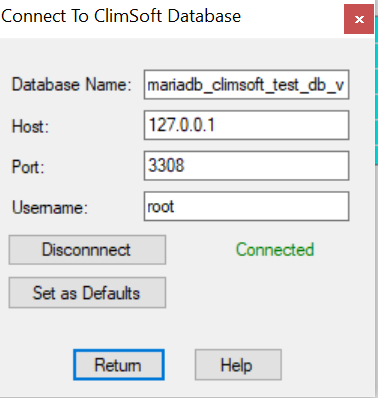 Connect To ClimSoft Database
Database Name: mariadb_climsoft_test_db_v
Host: 127.0.0.1
Port: 3308
Username: root
Disconnnect Connected
Set as Defaults
Return Help